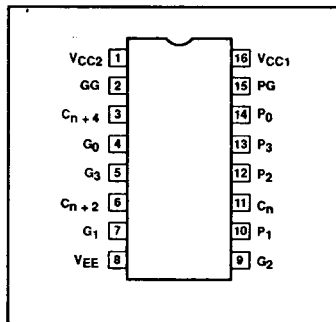 VCC2 1 16 VCC1
GG 2 15 PG
Cn + 4 3 14 P0
G0 4 13 P3
G3 5 12 P2
Cn + 2 6 11 Cn
G1 7 10 P1
VEE 8 9 G2